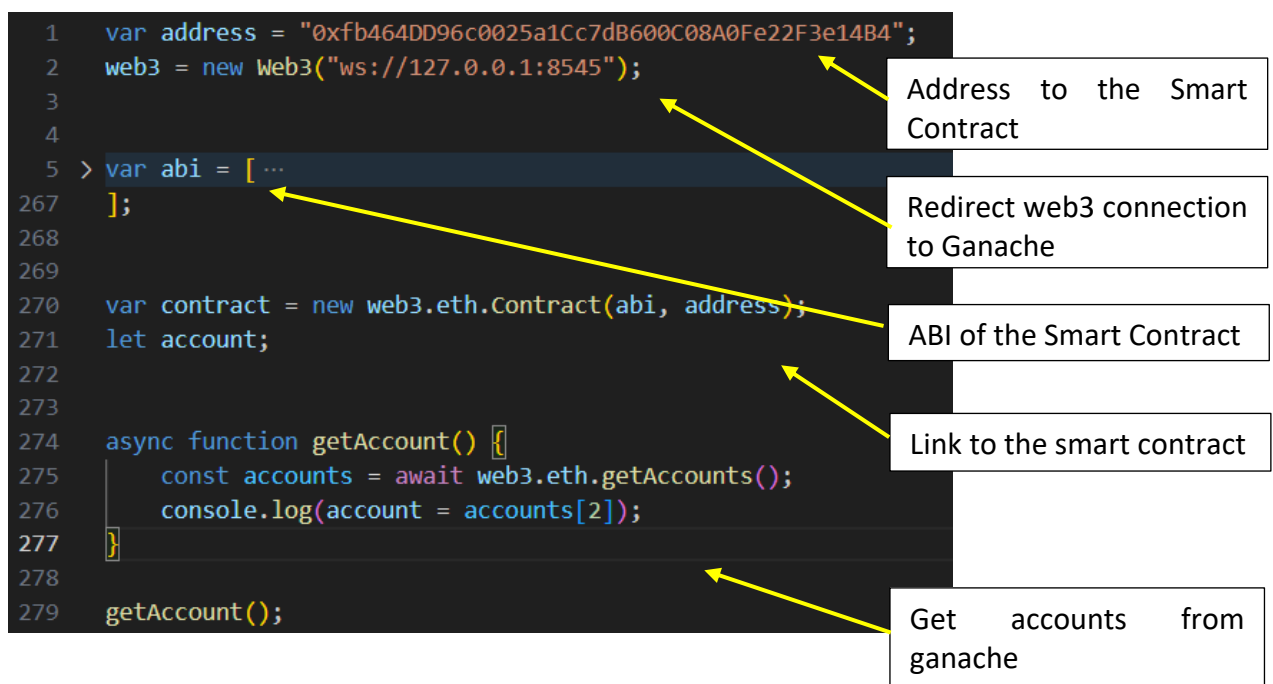 1 var address = "0xfb464DD96c0025a1Cc7dB600C08A0Fe22F3e14B4";
2 web3 = new Web3("ws://127.0.0.1:8545");
3
4
5 > var abi = [ ···
267 ];
268
269
270 var contract = new web3.eth.Contract(abi, address);
271 let account;
272
273
274 async function getAccount() {
275 const accounts = await web3.eth.getAccounts();
276 console.log(account = accounts[2]);
277 }
278
279 getAccount();
Address to the Smart
Contract
Redirect web3 connection
to Ganache
ABI of the Smart Contract
Link to the smart contract
Get accounts from
ganache